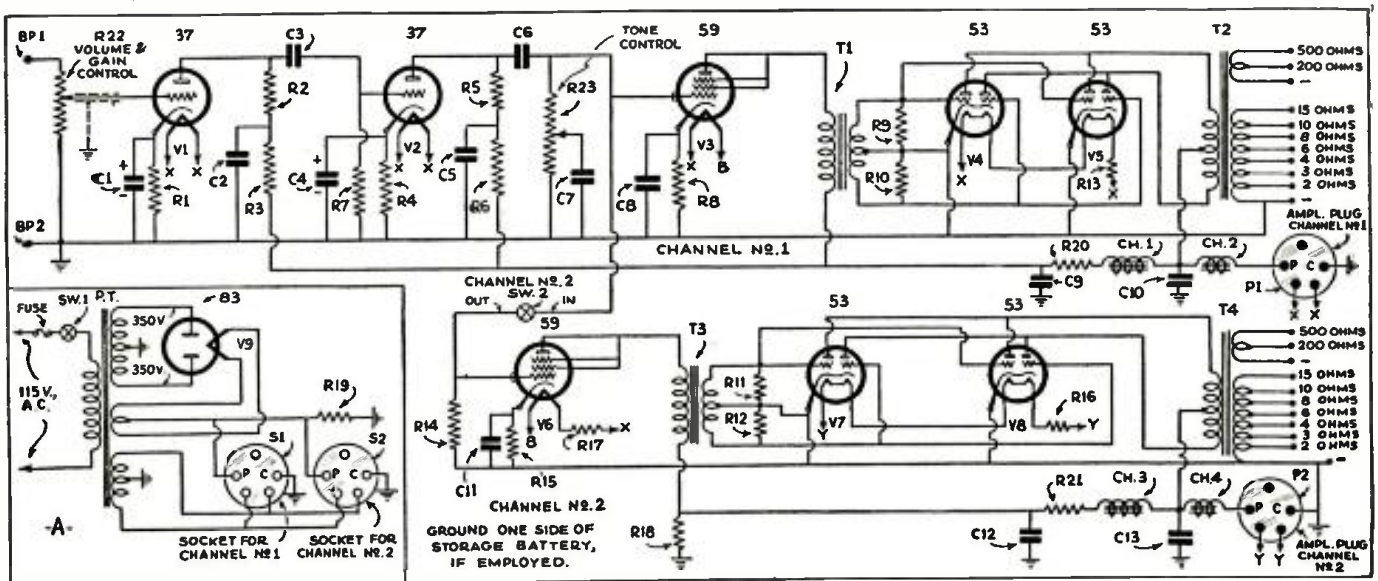 BP1
R22
VOLUME &
GAIN
CONTROL
37
C3
37
C6
TONE
CONTROL
59
53
53
T2
T1
500 OHMS
200 OHMS
-
R2
R5
R23
R9
R10
V1
X
X
V2
X
X
V3
X
B
V4
X
V5
R13
X
15 OHMS
10 OHMS
8 OHMS
6 OHMS
4 OHMS
3 OHMS
2 OHMS
-
+
C1
-
R1
C2
R3
+
C4
-
R7
R4
C5
R6
C7
C8
R8
BP2
CHANNEL Nº.1
R20
CH.1
CH.2
AMPL. PLUG
CHANNEL Nº1
P C
P1
X X
C9
C10
CHANNEL Nº.2
SW.2
OUT
IN
FUSE
SW.1
P.T.
83
350V.
350V.
V9
115 V.,
A.C.
R19
S1
S2
P C
P C
-A-
SOCKET FOR
CHANNEL Nº1
SOCKET FOR
CHANNEL Nº.2
59
T3
53
53
T4
500 OHMS
200 OHMS
-
15 OHMS
10 OHMS
8 OHMS
6 OHMS
4 OHMS
3 OHMS
2 OHMS
-
R14
C11
R15
V6
B
R17
X
R11
R12
V7
Y
V8
R16
Y
CHANNEL Nº.2
GROUND ONE SIDE OF
STORAGE BATTERY,
IF EMPLOYED.
R18
C12
R21
CH.3
CH.4
C13
P2
P C
Y Y
AMPL. PLUG
CHANNEL
Nº2